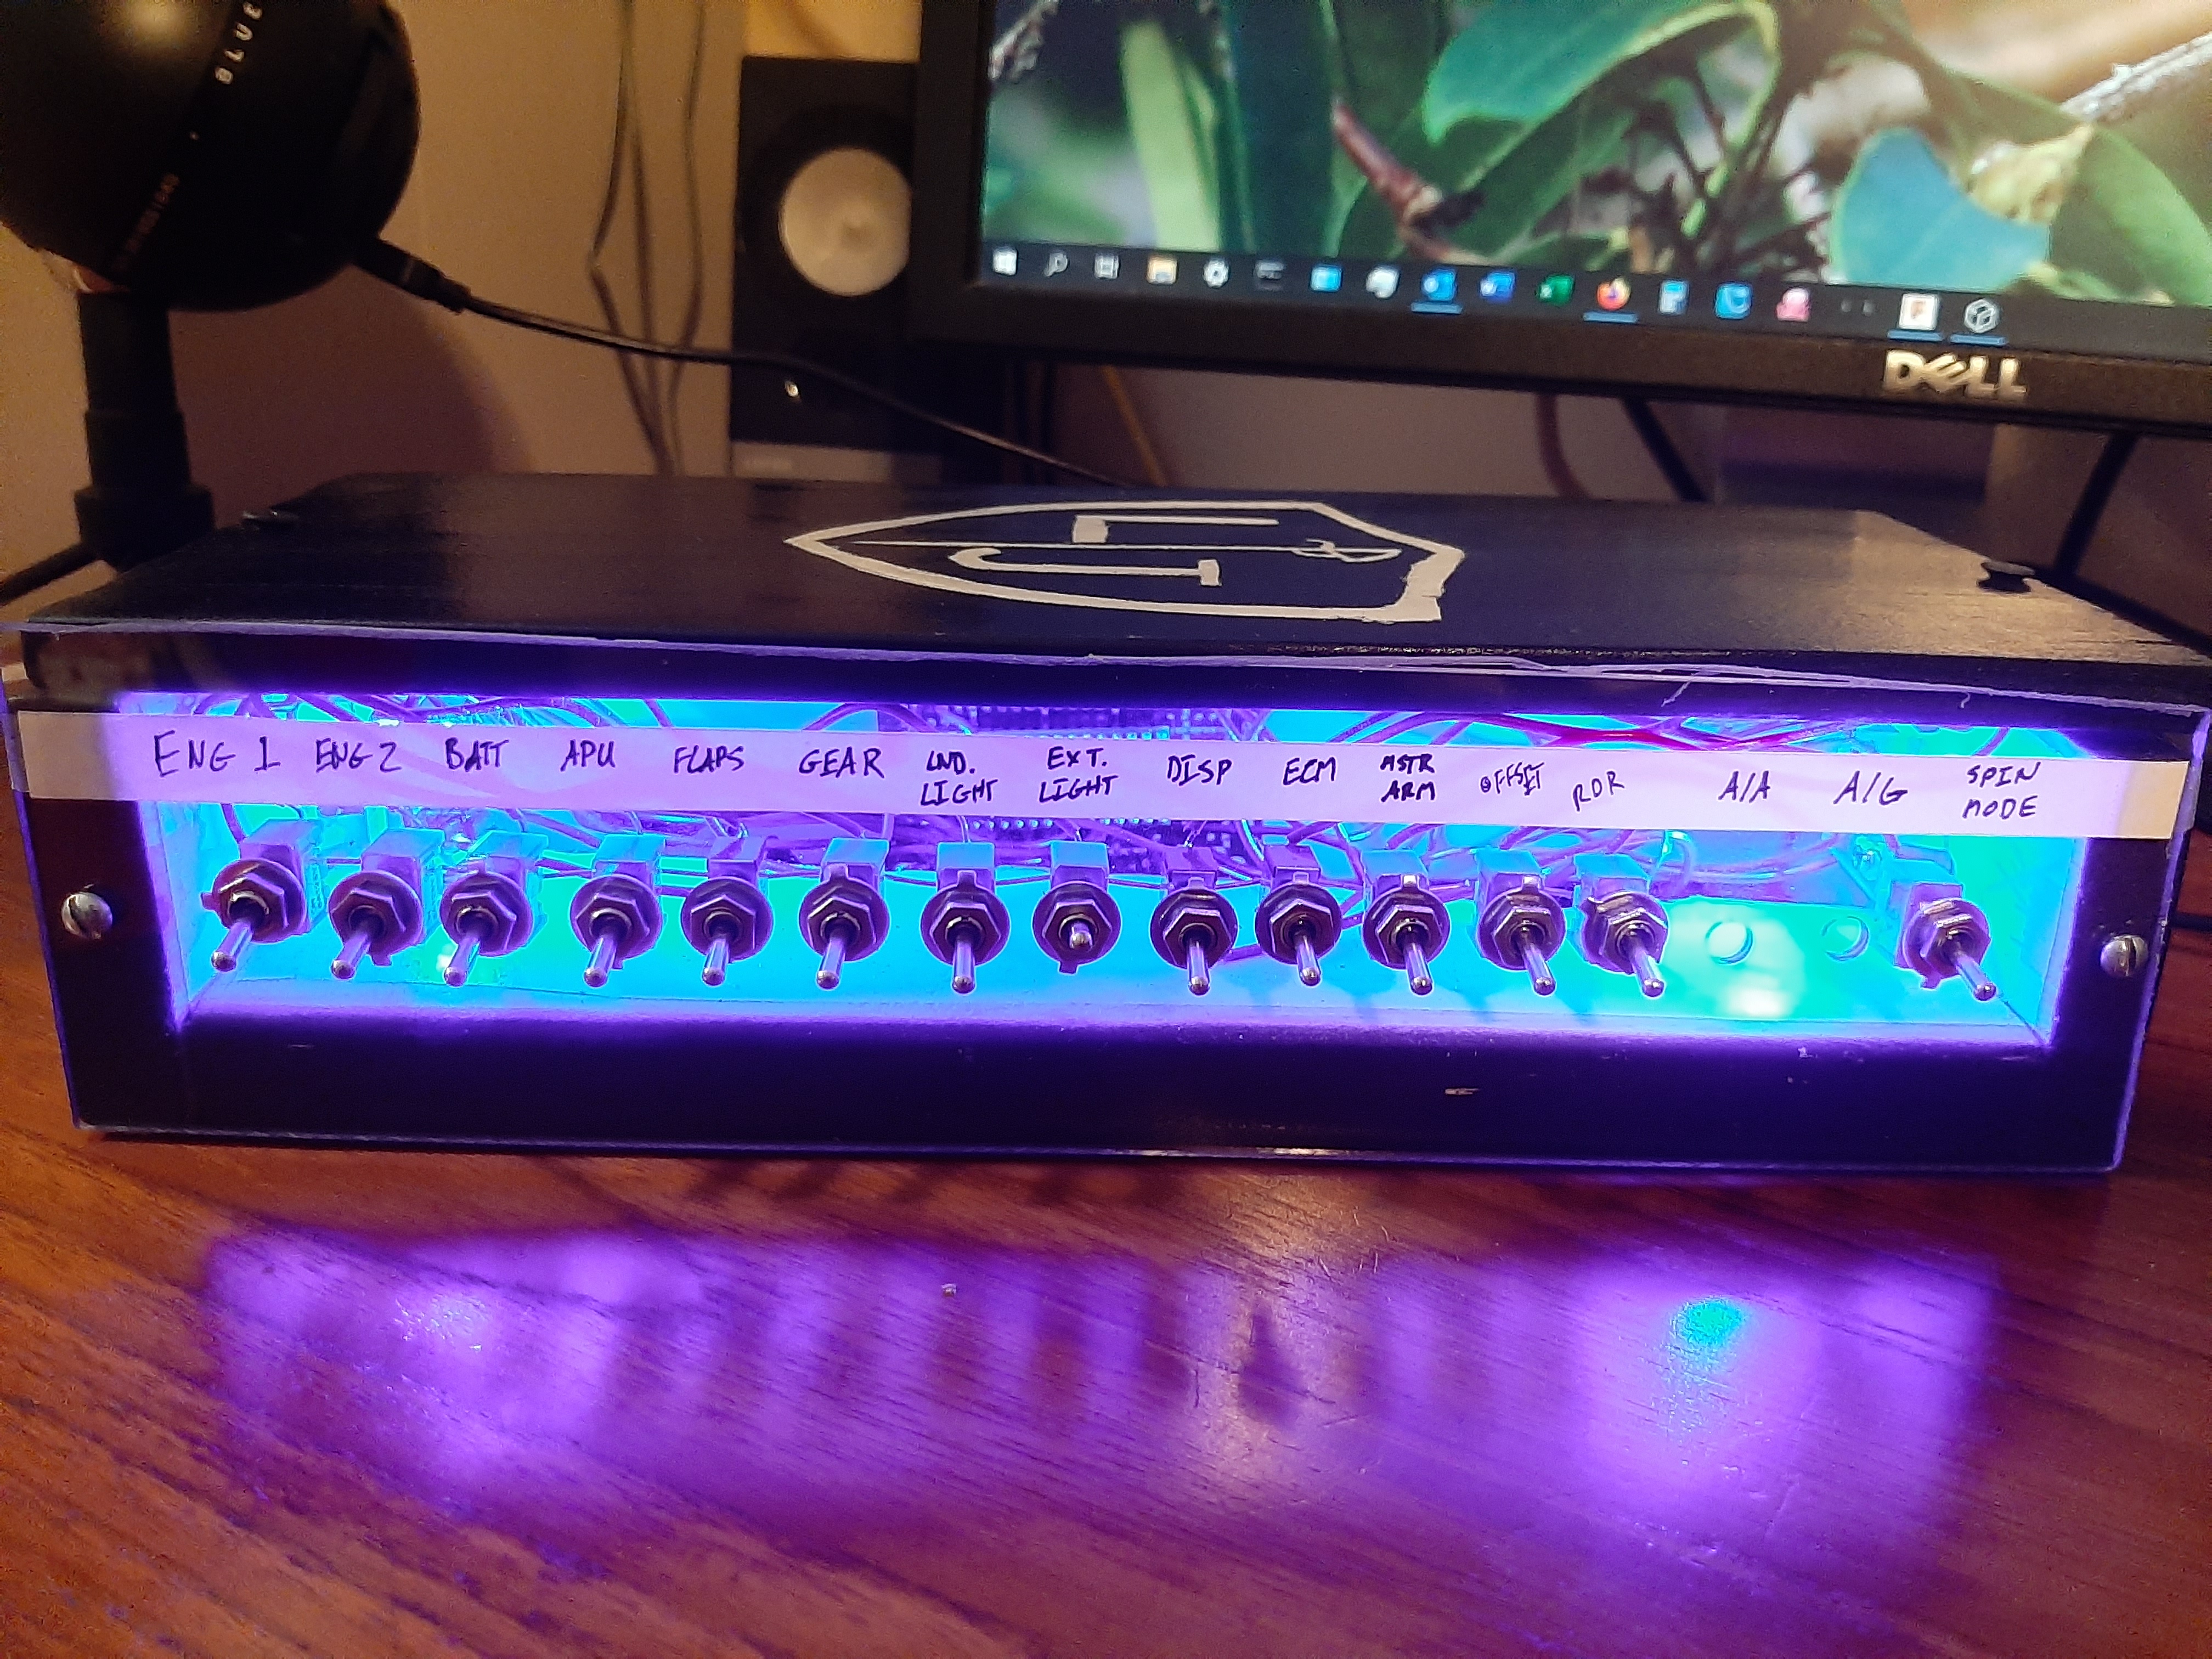 BLUE
DELL
ENG 1 ENG 2 BATT APU FLAPS GEAR LND. LIGHT EXT. LIGHT DISP ECM MSTR ARM OFFSET RDR A/A A/G SPIN MODE